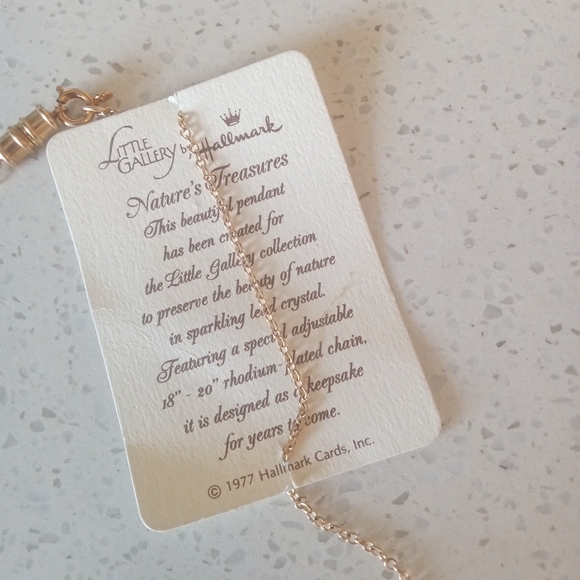 Little Gallery by Hallmark
Nature's Treasures
This beautiful pendant
has been created for
the Little Gallery collection
to preserve the beauty of nature
in sparkling lead crystal.
Featuring a special adjustable
18" - 20" rhodium-plated chain,
it is designed as a keepsake
for years to come.
© 1977 Hallmark Cards, Inc.